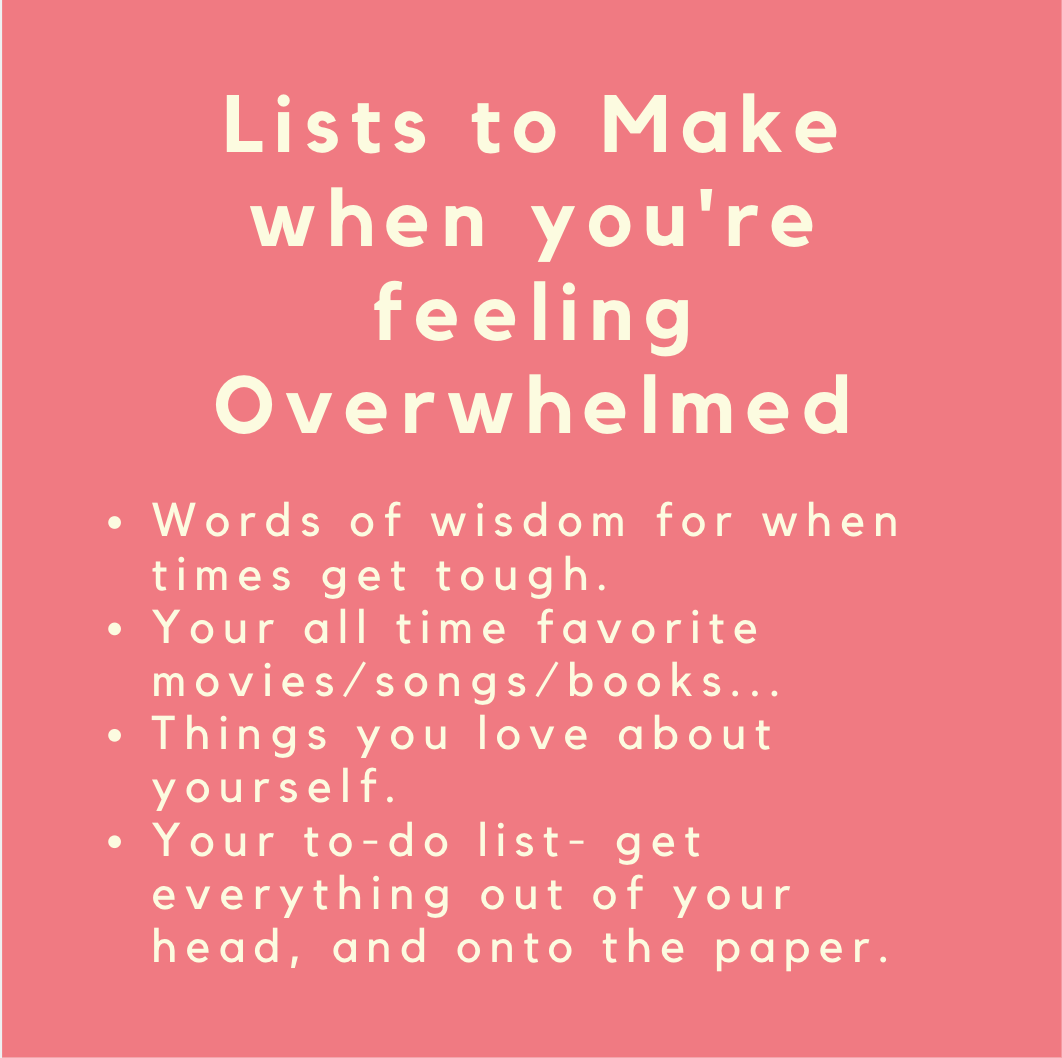 Lists to Make
when you're
feeling
Overwhelmed
• Words of wisdom for when
times get tough.
• Your all time favorite
movies/songs/books...
• Things you love about
yourself.
• Your to-do list- get
everything out of your
head, and onto the paper.